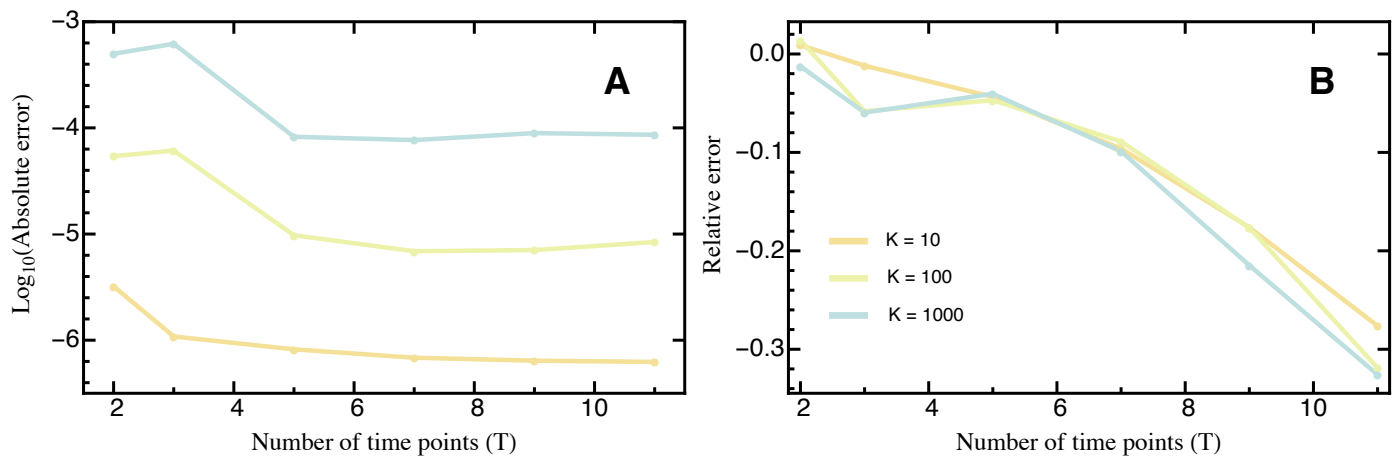 A
Log10(Absolute error)
−3
−4
−5
−6
2
4
6
8
10
Number of time points (T)
B
Relative error
0.0
−0.1
−0.2
−0.3
K = 10
K = 100
K = 1000
2
4
6
8
10
Number of time points (T)